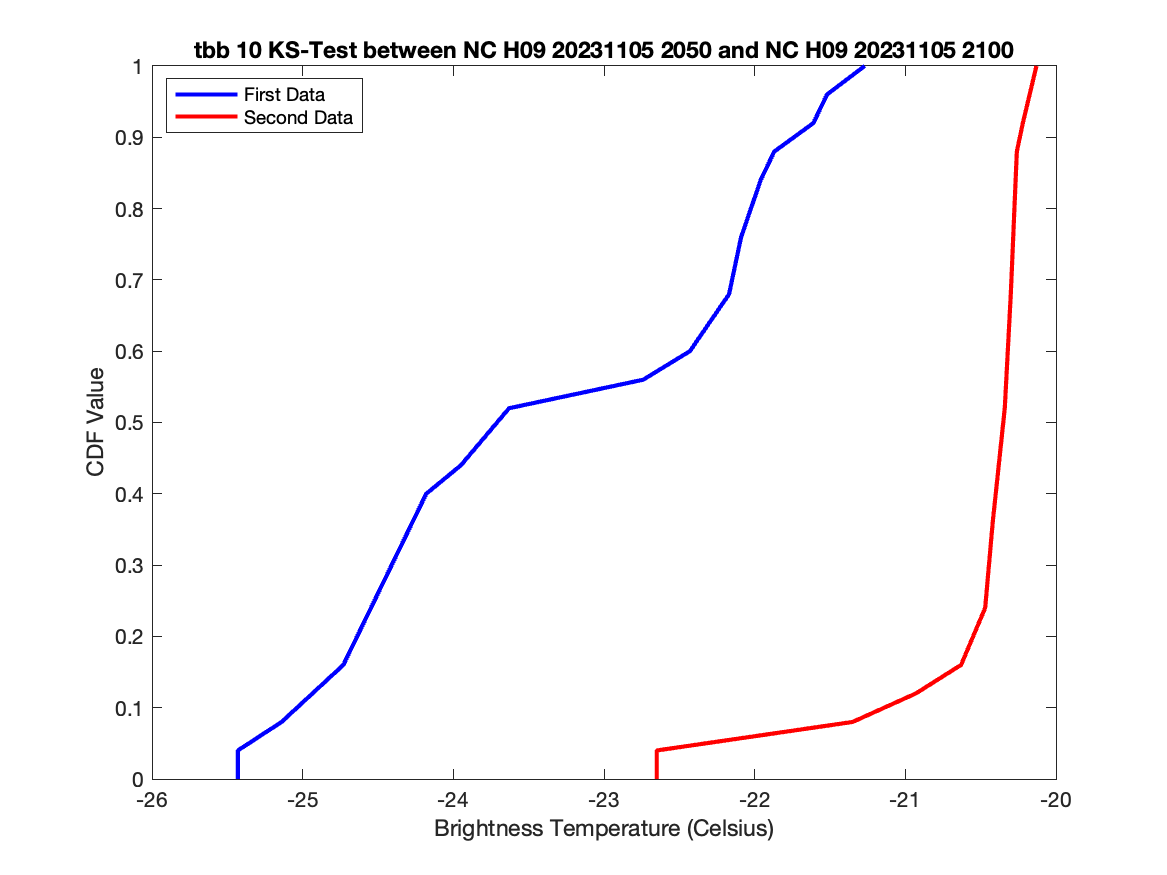 tbb 10 KS-Test between NC H09 20231105 2050 and NC H09 20231105 2100
First Data
Second Data
CDF Value
1
0.9
0.8
0.7
0.6
0.5
0.4
0.3
0.2
0.1
0
-26 -25 -24 -23 -22 -21 -20
Brightness Temperature (Celsius)